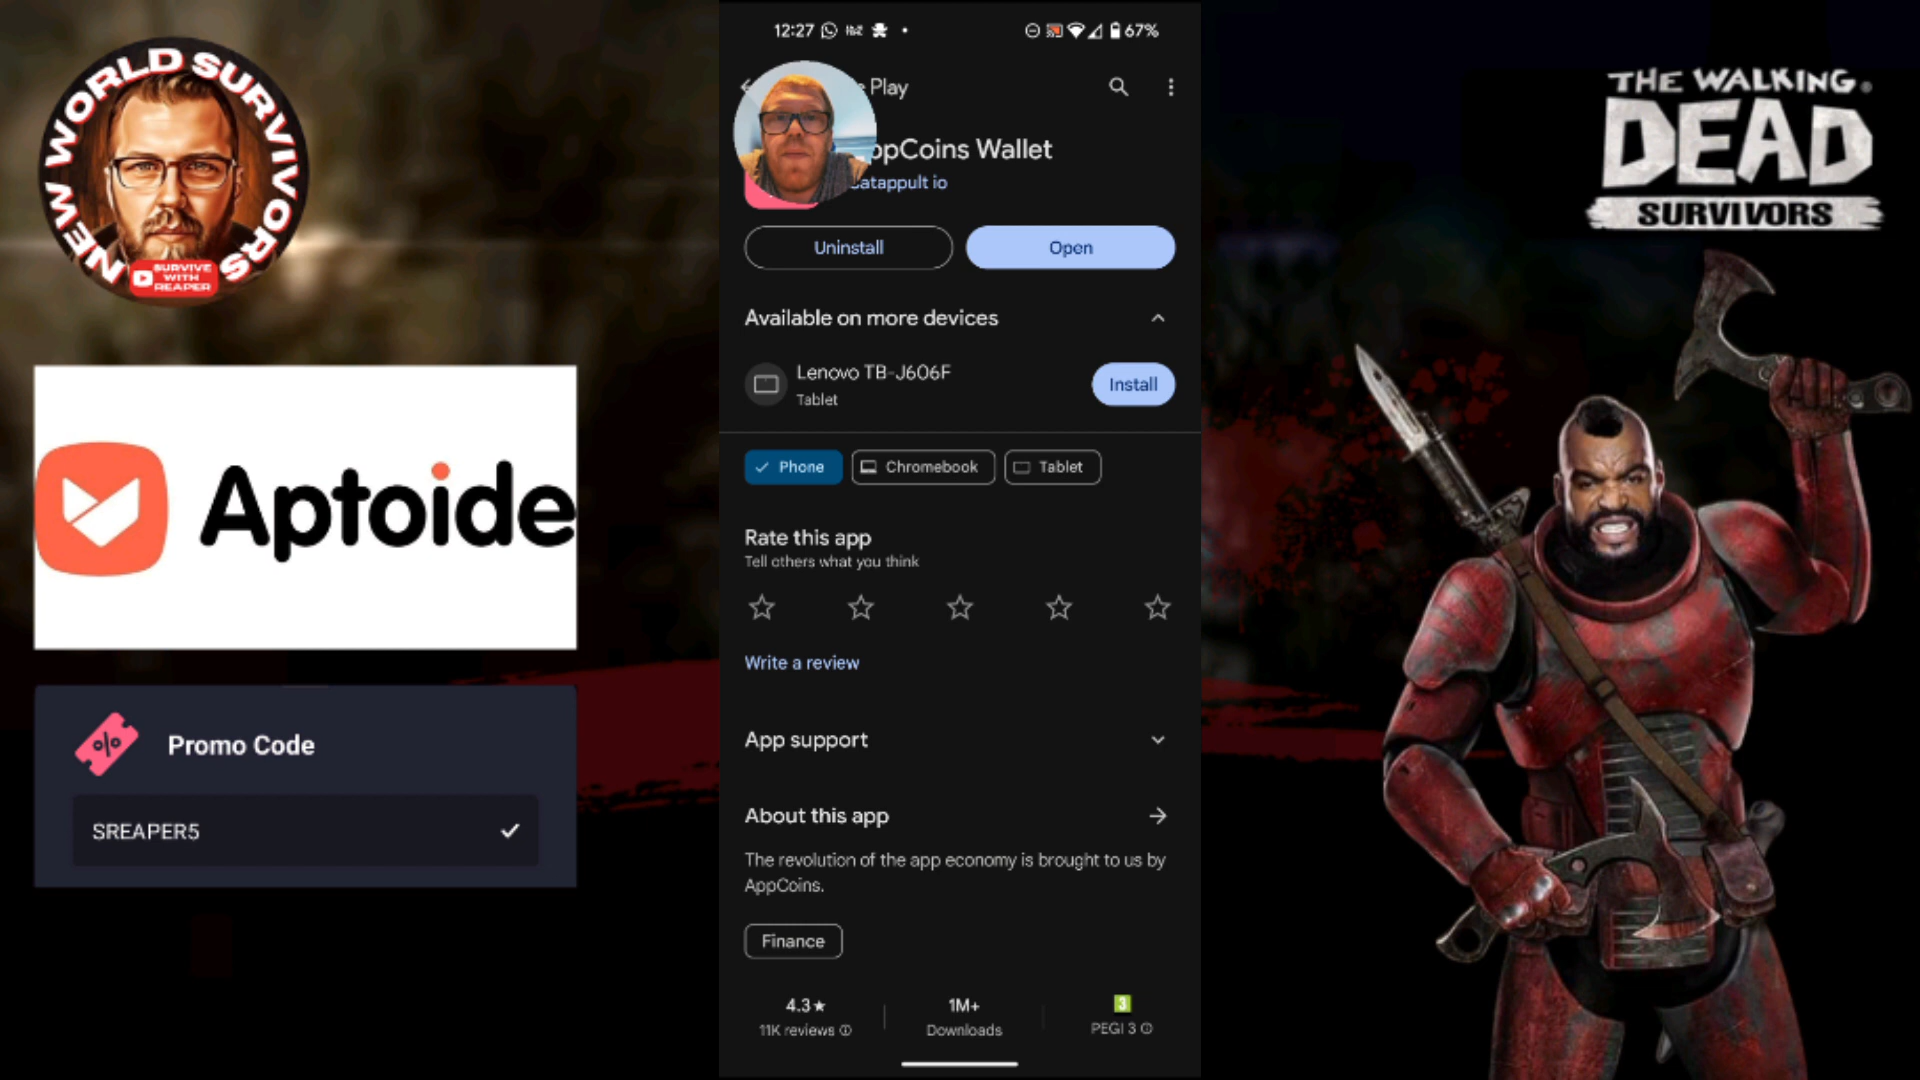 NEW WORLD SURVIVORS
SURVIVE
WITH
REAPER
Aptoide
Promo Code
SREAPER5
12:27
67%
Play
ppCoins Wallet
atappult io
Uninstall
Open
Available on more devices
Lenovo TB-J606F
Tablet
Install
Phone
Chromebook
Tablet
Rate this app
Tell others what you think
Write a review
App support
About this app
The revolution of the app economy is brought to us by
AppCoins.
Finance
4.3★
1M+
3
11K reviews
Downloads
PEGI 3
THE WALKING
DEAD
SURVIVORS